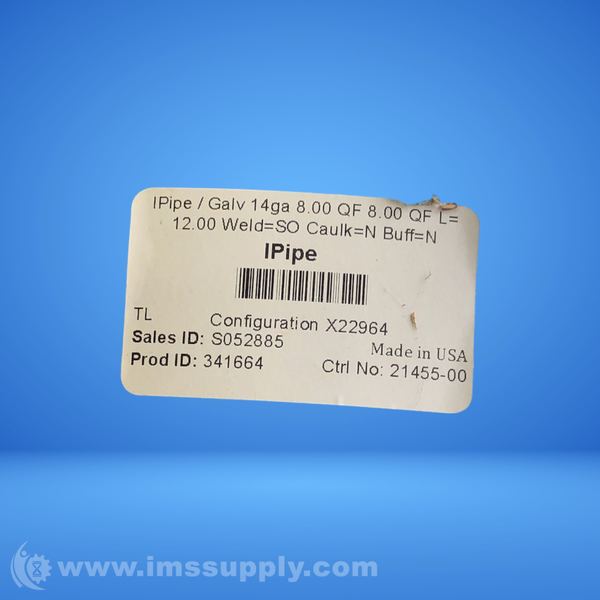 IPipe / Galv 14ga 8.00 QF 8.00 QF L=
12.00 Weld=SO Caulk=N Buff=N
IPipe
TL
Configuration X22964
Sales ID: S052885
Made in USA
Prod ID: 341664
Ctrl No: 21455-00
www.imssupply.com